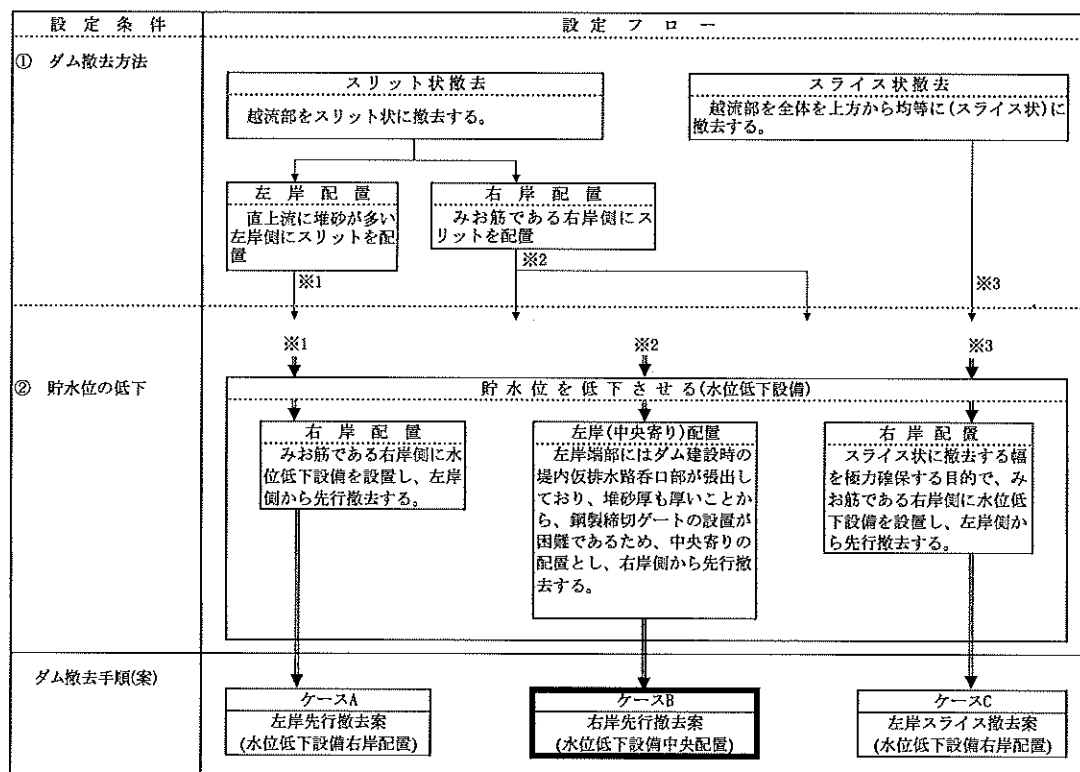 設定条件
設定フロー
① ダム撤去方法
スリット状撤去
越流部をスリット状に撤去する。
スライス状撤去
越流部を全体を上方から均等に(スライス状)に
撤去する。
左岸配置
直上流に堆砂が多い
左岸側にスリットを配
置
右岸配置
みお筋である右岸側にス
リットを配置
※1
※2
※3
※1
※2
※3
② 貯水位の低下
貯水位を低下させる(水位低下設備)
右岸配置
みお筋である右岸側に水
位低下設備を設置し、左岸
側から先行撤去する。
左岸(中央寄り)配置
左岸端部にはダム建設時の
堤内仮排水路呑口部が張出し
ており、堆砂厚も厚いことか
ら、鋼製締切ゲートの設置が
困難であるため、中央寄りの
配置とし、右岸側から先行撤
去する。
右岸配置
スライス状に撤去する幅
を極力確保する目的で、み
お筋である右岸側に水位低
下設備を設置し、左岸側か
ら先行撤去する。
ダム撤去手順(案)
ケースA
左岸先行撤去案
(水位低下設備右岸配置)
ケースB
右岸先行撤去案
(水位低下設備中央配置)
ケースC
左岸スライス撤去案
(水位低下設備右岸配置)